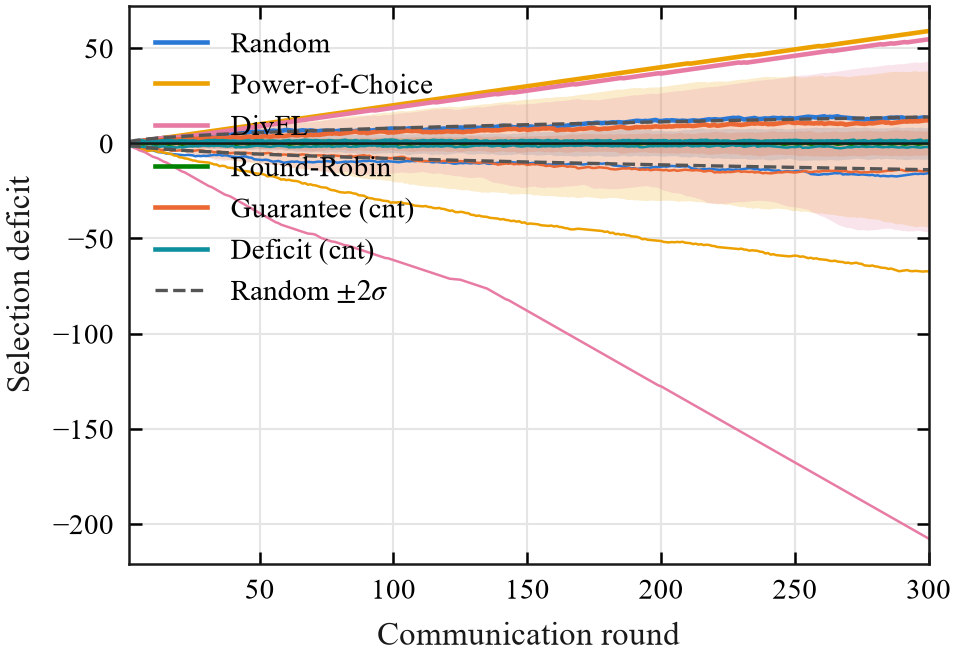 50
0
−50
−100
−150
−200
Selection deficit
Random
Power-of-Choice
DivFL
Round-Robin
Guarantee (cnt)
Deficit (cnt)
Random ±2σ
50 100 150 200 250 300
Communication round